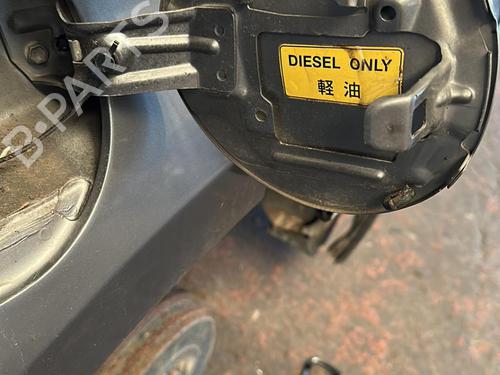 DIESEL ONLY
軽油
B-PARTS